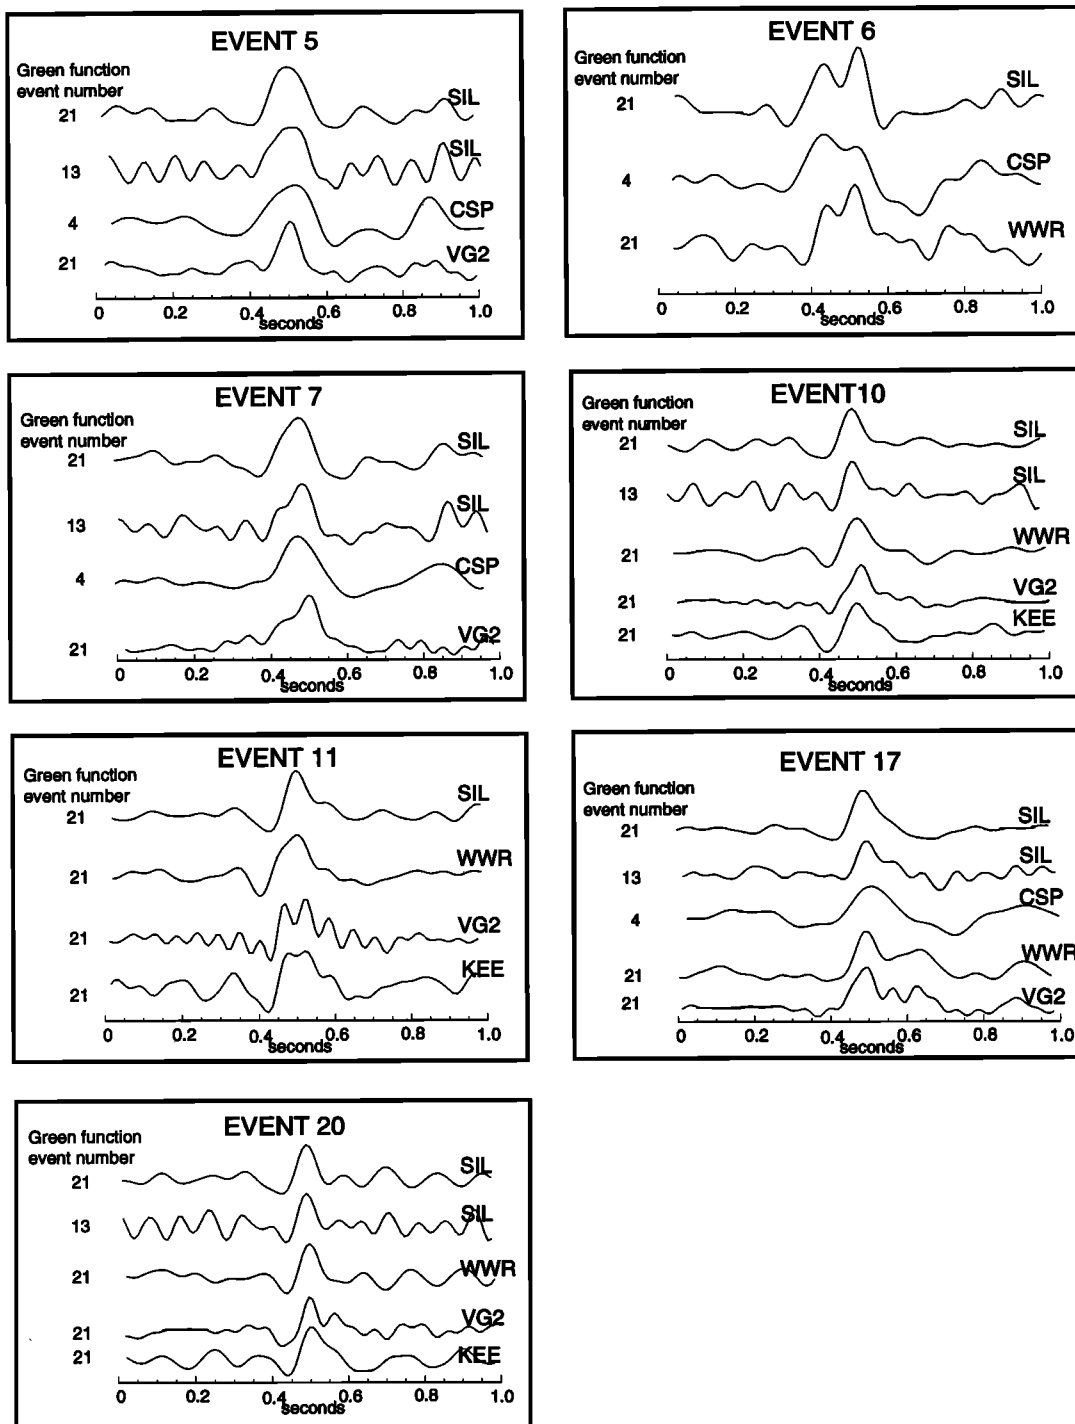 EVENT 5
Green function
event number
21 SIL
13 SIL
4 CSP
21 VG2
0 0.2 0.4 0.6 0.8 1.0
seconds
EVENT 6
Green function
event number
21 SIL
4 CSP
21 WWR
0 0.2 0.4 0.6 0.8 1.0
seconds
EVENT 7
Green function
event number
21 SIL
13 SIL
4 CSP
21 VG2
0 0.2 0.4 0.6 0.8 1.0
seconds
EVENT10
Green function
event number
21 SIL
13 SIL
21 WWR
21 VG2
21 KEE
0 0.2 0.4 0.6 0.8 1.0
seconds
EVENT 11
Green function
event number
21 SIL
21 WWR
21 VG2
21 KEE
0 0.2 0.4 0.6 0.8 1.0
seconds
EVENT 17
Green function
event number
21 SIL
13 SIL
4 CSP
21 WWR
21 VG2
0 0.2 0.4 0.6 0.8 1.0
seconds
EVENT 20
Green function
event number
21 SIL
13 SIL
21 WWR
21 VG2
21 KEE
0 0.2 0.4 0.6 0.8 1.0
seconds